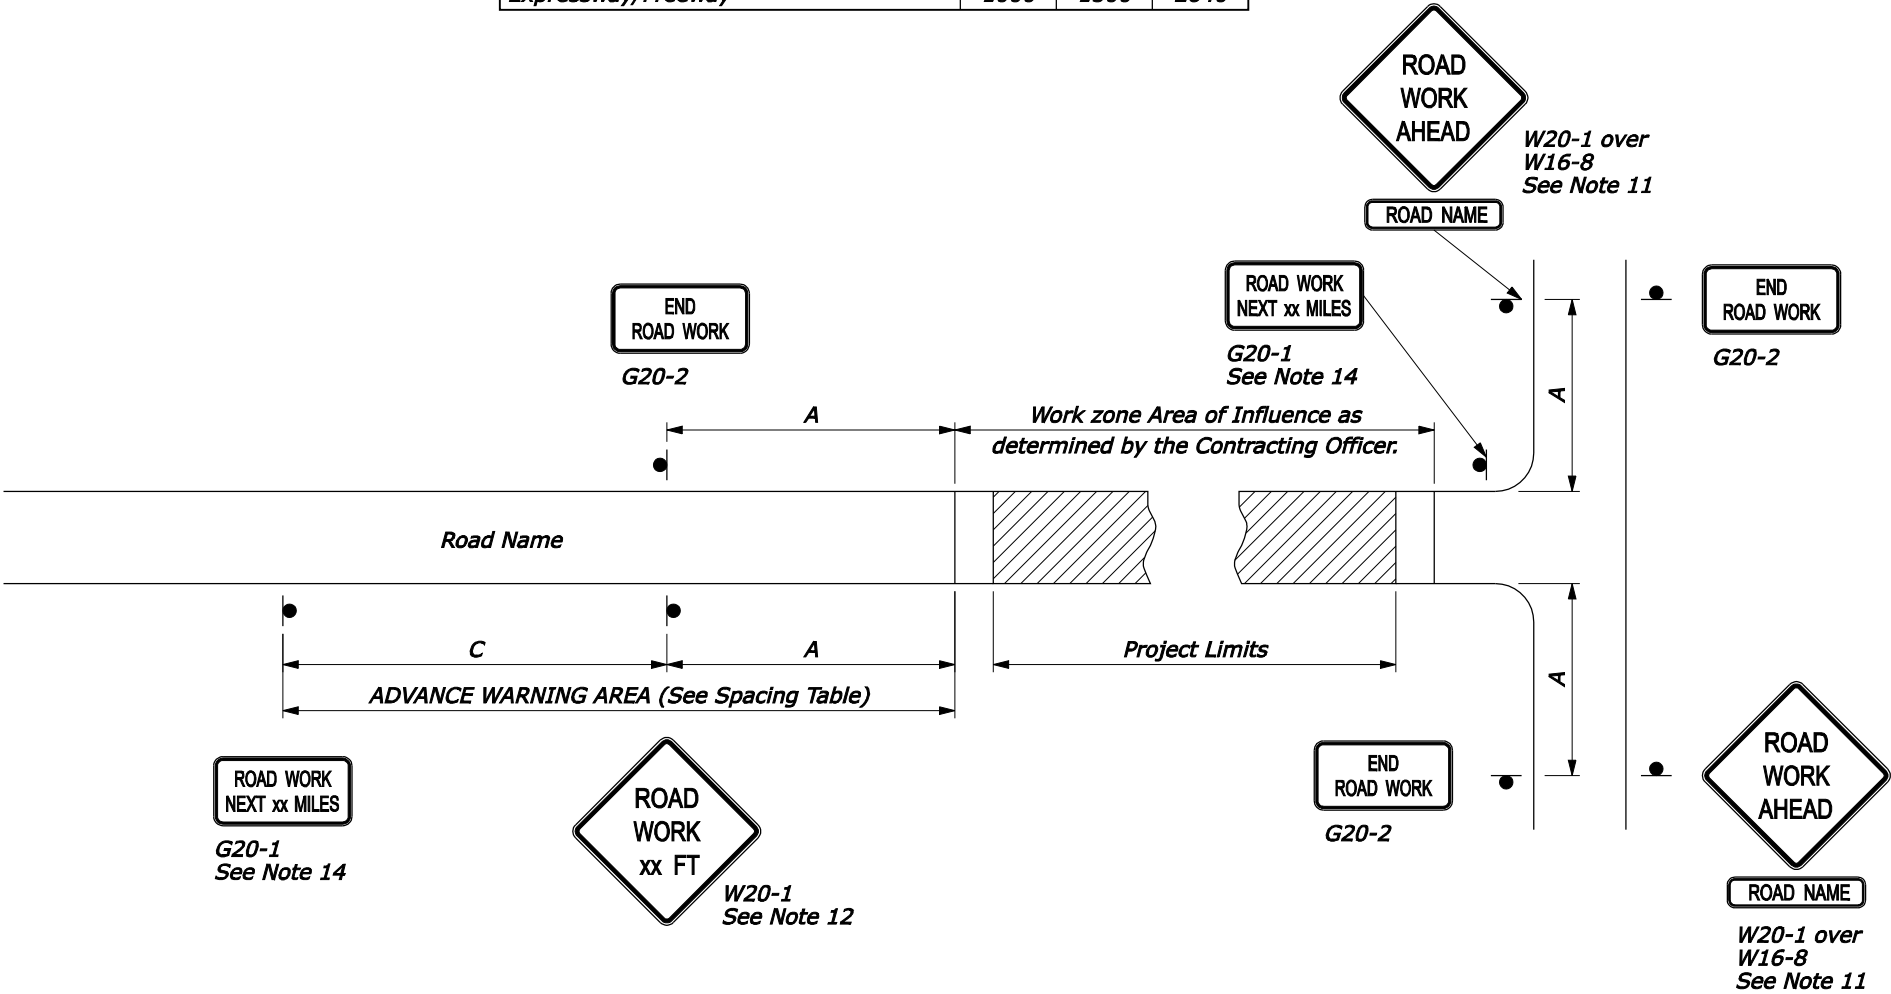 ROAD
WORK
AHEAD
W20-1 over
W16-8
See Note 11
ROAD NAME
ROAD WORK
NEXT xx MILES
G20-1
See Note 14
END
ROAD WORK
G20-2
END
ROAD WORK
G20-2
A
Work zone Area of Influence as
determined by the Contracting Officer.
A
Road Name
C
A
Project Limits
ADVANCE WARNING AREA (See Spacing Table)
A
ROAD WORK
NEXT xx MILES
G20-1
See Note 14
ROAD
WORK
xx FT
W20-1
See Note 12
END
ROAD WORK
G20-2
ROAD
WORK
AHEAD
ROAD NAME
W20-1 over
W16-8
See Note 11